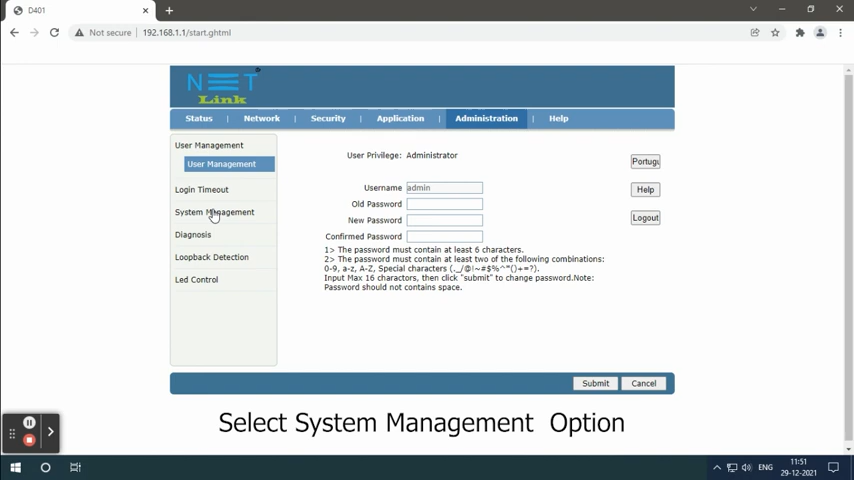 D401
Not secure
192.168.1.1/start.ghtml
NET
Link
Status | Network | Security | Application | Administration | Help
User Management
User Management
Login Timeout
System Management
Diagnosis
Loopback Detection
Led Control
User Privilege: Administrator
Username admin
Old Password
New Password
Confirmed Password
1> The password must contain at least 6 characters.
2> The password must contain at least two of the following combinations:
0-9, a-z, A-Z, Special characters (._/@!~#$%^"()+=?).
Input Max 16 characters, then click "submit" to change password.Note:
Password should not contains space.
Portugu
Help
Logout
Submit
Cancel
Select System Management Option
ENG
11:51
29-12-2021